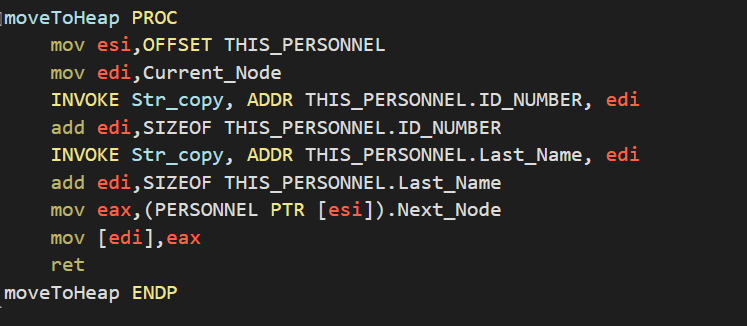 moveToHeap PROC
    mov esi,OFFSET THIS_PERSONNEL
    mov edi,Current_Node
    INVOKE Str_copy, ADDR THIS_PERSONNEL.ID_NUMBER, edi
    add edi,SIZEOF THIS_PERSONNEL.ID_NUMBER
    INVOKE Str_copy, ADDR THIS_PERSONNEL.Last_Name, edi
    add edi,SIZEOF THIS_PERSONNEL.Last_Name
    mov eax,(PERSONNEL PTR [esi]).Next_Node
    mov [edi],eax
    ret
moveToHeap ENDP